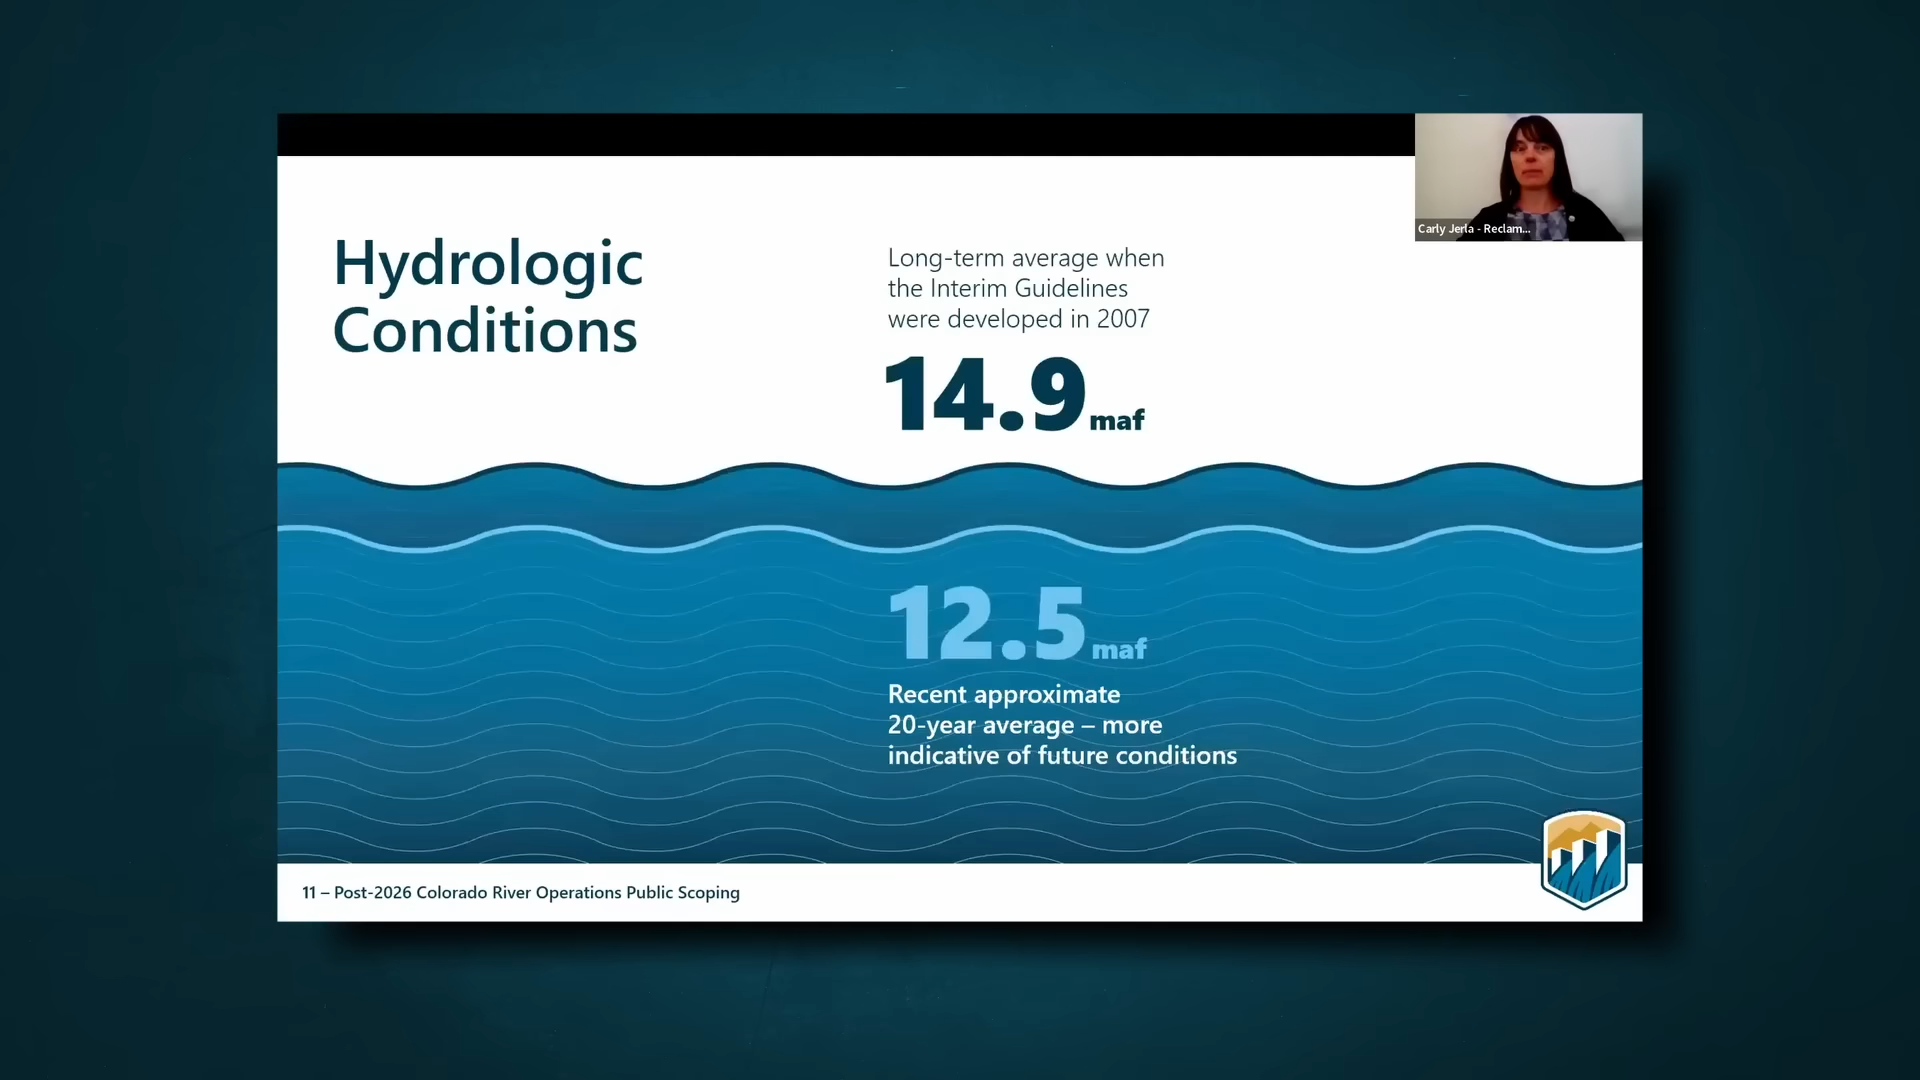 Carly Jerla - Reclam...
Hydrologic
Conditions
Long-term average when
the Interim Guidelines
were developed in 2007
14.9 maf
12.5 maf
Recent approximate
20-year average – more
indicative of future conditions
11 – Post-2026 Colorado River Operations Public Scoping